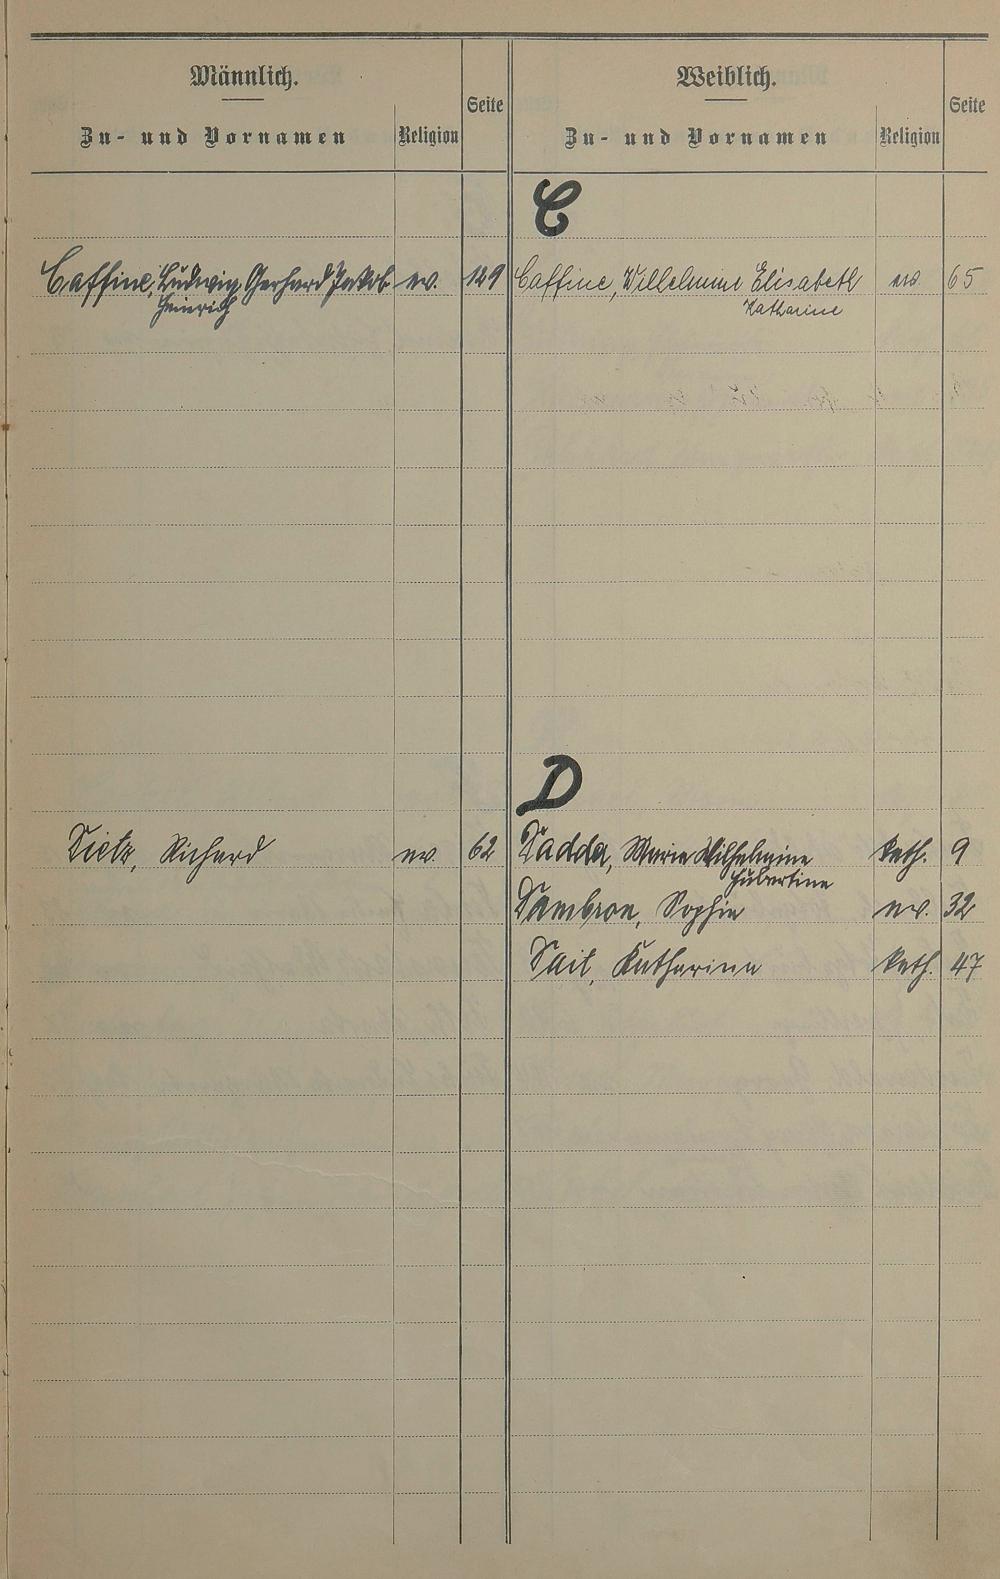 Männlich.
Zu- und Vornamen Religion Seite
Weiblich.
Zu- und Vornamen Religion Seite
C
Caffine, Ludwig Gerhard Jakob ev. 129
Heinrich
Caffine, Wilhelmine Elisabeth ev. 65
Katharine
D
Dietz, Richard ev. 62
Dadda, Maria Wilhelmine kath. 9
Hubertine
Dambron, Sophie ev. 32
Dait, Katharina kath. 47